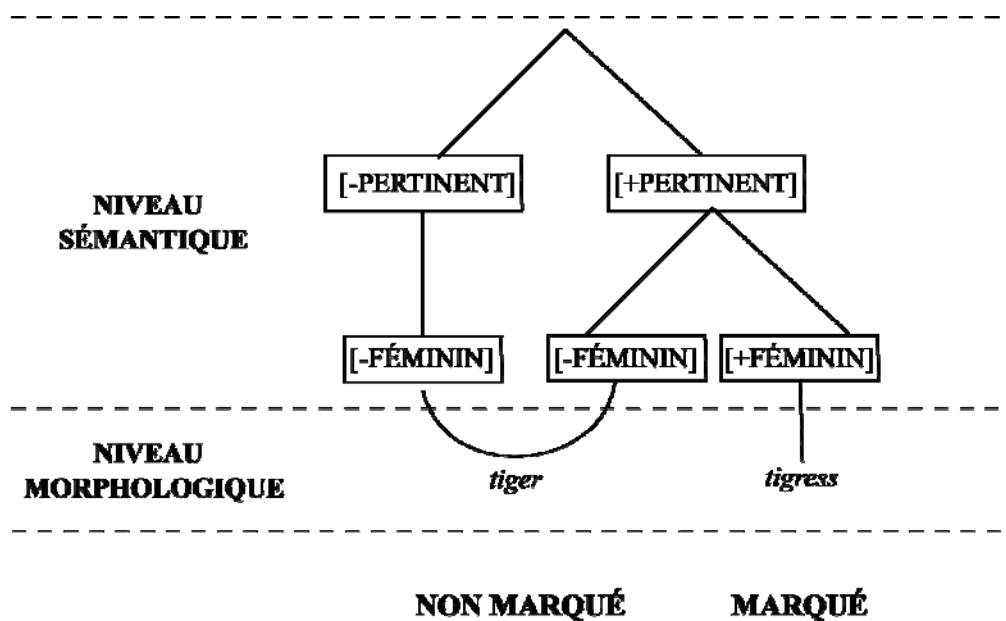 [-PERTINENT] [+PERTINENT]
NIVEAU
SÉMANTIQUE
[-FÉMININ] [-FÉMININ] [+FÉMININ]
NIVEAU
MORPHOLOGIQUE
tiger tigress
NON MARQUÉ MARQUÉ